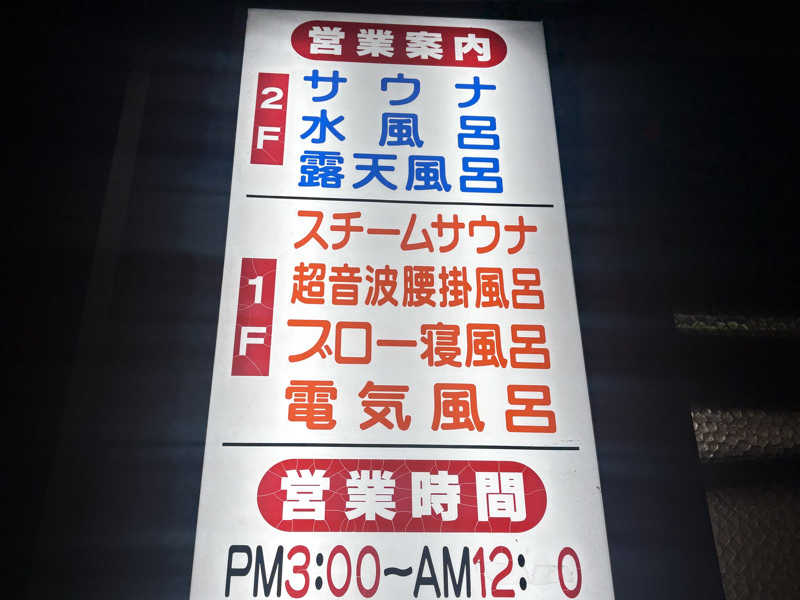 営業案内
2F
サウナ
水風呂
露天風呂
1F
スチームサウナ
超音波腰掛風呂
ブロー寝風呂
電気風呂
営業時間
PM3:00~AM12: 0